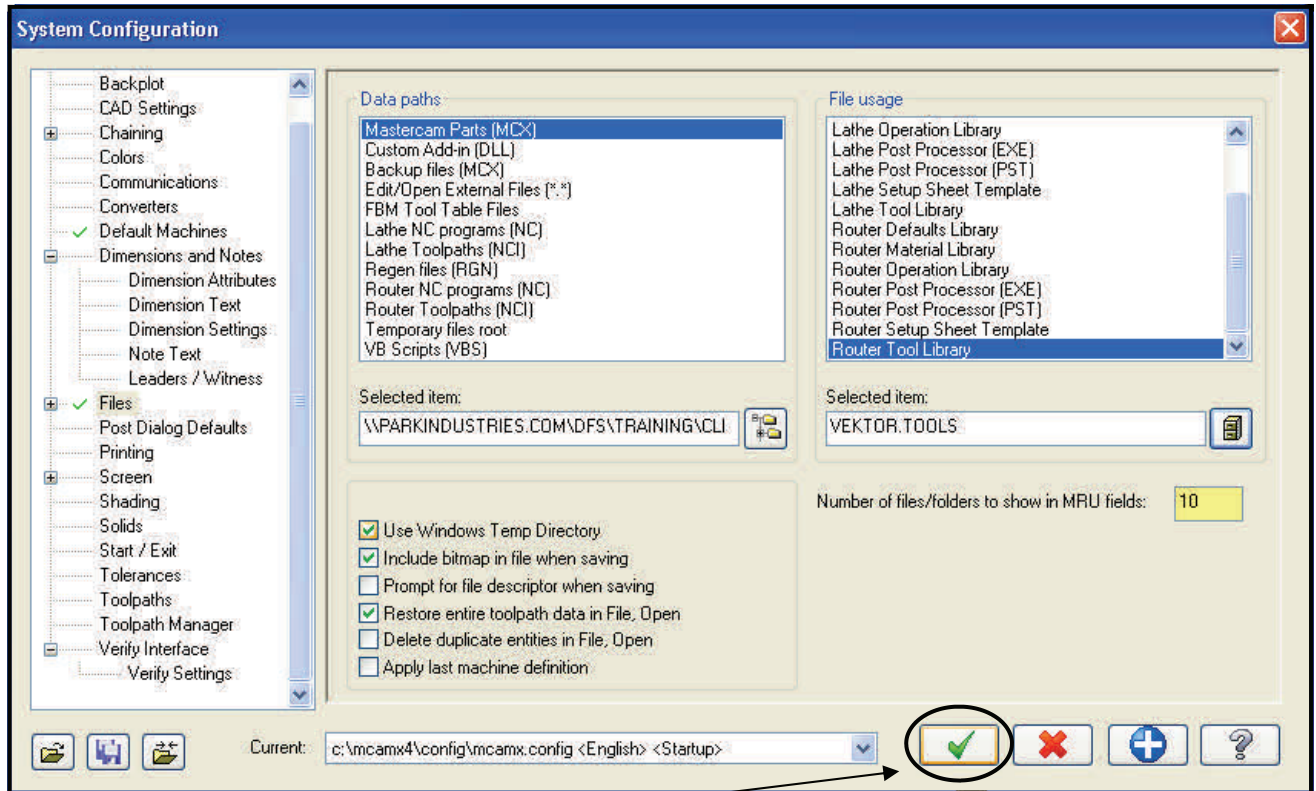 System Configuration
Backplot
CAD Settings
Chaining
Colors
Communications
Converters
Default Machines
Dimensions and Notes
Dimension Attributes
Dimension Text
Dimension Settings
Note Text
Leaders / Witness
Files
Post Dialog Defaults
Printing
Screen
Shading
Solids
Start / Exit
Tolerances
Toolpaths
Toolpath Manager
Verify Interface
Verify Settings
Data paths
Mastercam Parts (MCX)
Custom Add-in (DLL)
Backup files (MCX)
Edit/Open External Files (*.*)
FBM Tool Table Files
Lathe NC programs (NC)
Lathe Toolpaths (NCI)
Regen files (RGN)
Router NC programs (NC)
Router Toolpaths (NCI)
Temporary files root
VB Scripts (VBS)
Selected item:
\\PARKINDUSTRIES.COM\DFS\TRAINING\CLI
File usage
Lathe Operation Library
Lathe Post Processor (EXE)
Lathe Post Processor (PST)
Lathe Setup Sheet Template
Lathe Tool Library
Router Defaults Library
Router Material Library
Router Operation Library
Router Post Processor (EXE)
Router Post Processor (PST)
Router Setup Sheet Template
Router Tool Library
Selected item:
VEKTOR.TOOLS
Use Windows Temp Directory
Include bitmap in file when saving
Prompt for file descriptor when saving
Restore entire toolpath data in File, Open
Delete duplicate entities in File, Open
Apply last machine definition
Number of files/folders to show in MRU fields: 10
Current: c:\mcamx4\config\mcamx.config <English> <Startup>